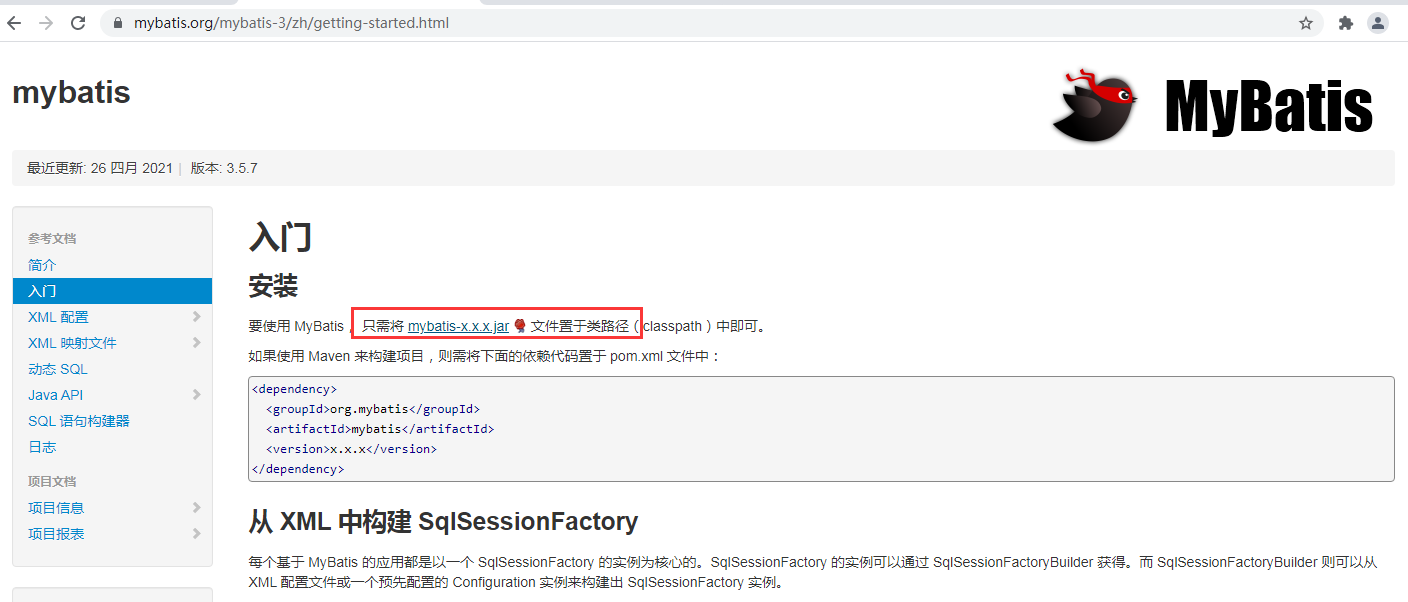 mybatis.org/mybatis-3/zh/getting-started.html
mybatis
MyBatis
最近更新: 26 四月 2021 | 版本: 3.5.7
参考文档
简介
入门
XML 配置
XML 映射文件
动态 SQL
Java API
SQL 语句构建器
日志
项目文档
项目信息
项目报表
入门
安装
要使用 MyBatis， 只需将 mybatis-x.x.x.jar 文件置于类路径（classpath）中即可。
如果使用 Maven 来构建项目，则需将下面的依赖代码置于 pom.xml 文件中：
<dependency>
  <groupId>org.mybatis</groupId>
  <artifactId>mybatis</artifactId>
  <version>x.x.x</version>
</dependency>
从 XML 中构建 SqlSessionFactory
每个基于 MyBatis 的应用都是以一个 SqlSessionFactory 的实例为核心的。SqlSessionFactory 的实例可以通过 SqlSessionFactoryBuilder 获得。而 SqlSessionFactoryBuilder 则可以从
XML 配置文件或一个预先配置的 Configuration 实例来构建出 SqlSessionFactory 实例。